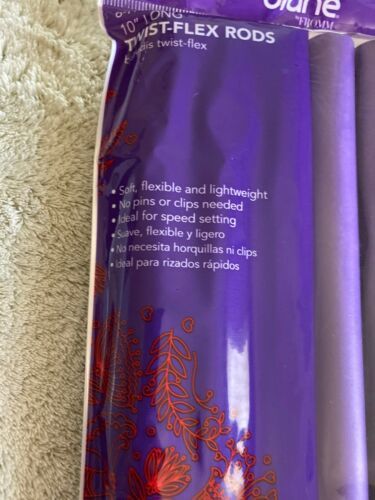 diane®
by FROMM
10" LONG
TWIST-FLEX RODS
twist-flex
• Soft, flexible and lightweight
• No pins or clips needed
• Ideal for speed setting
• Suave, flexible y ligero
• No necesita horquillas ni clips
• Ideal para rizados rápidos